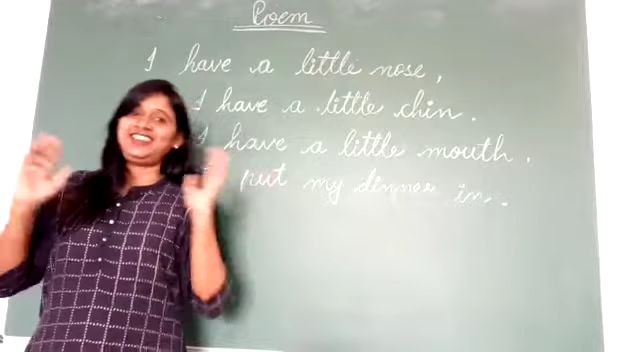 Poem
I have a little nose,
I have a little chin.
I have a little mouth.
I put my dinner in.